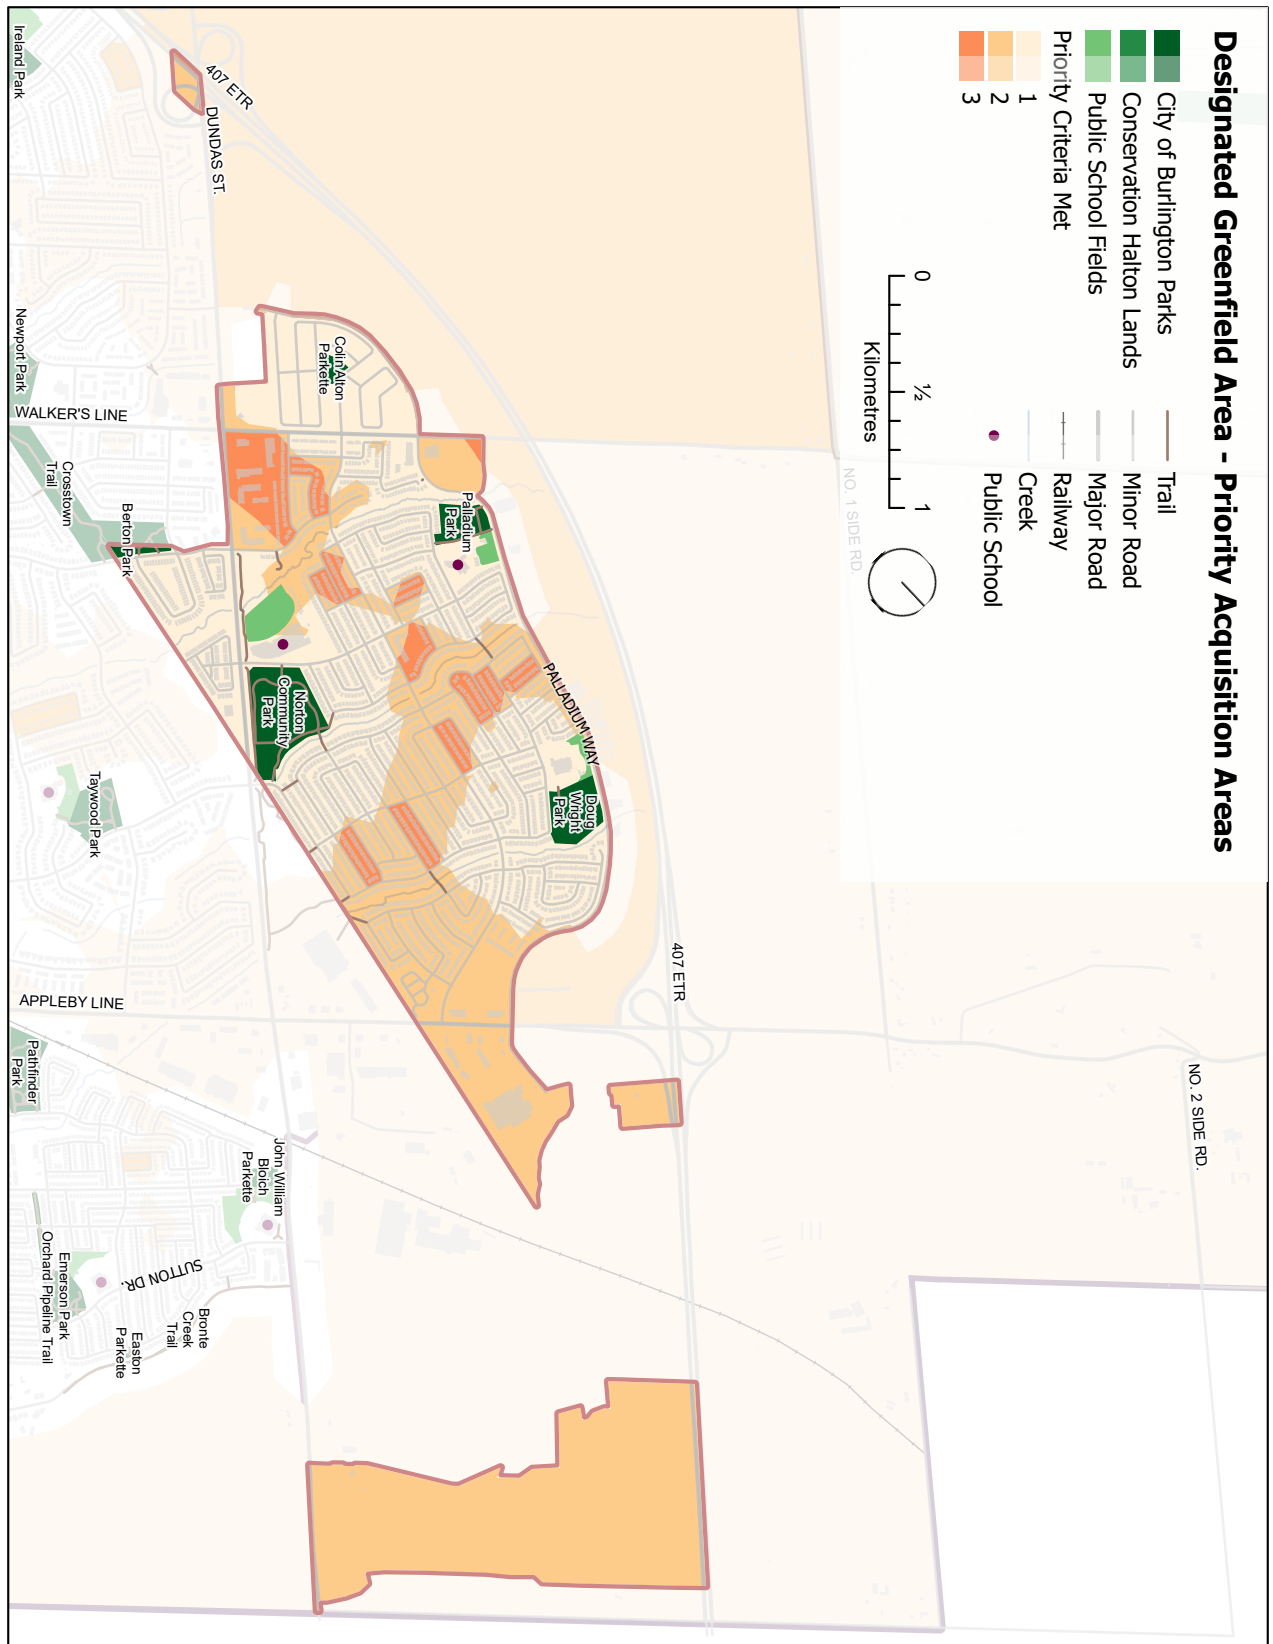 Designated Greenfield Area - Priority Acquisition Areas
City of Burlington Parks
Conservation Halton Lands
Public School Fields
Priority Criteria Met
1
2
3
Trail
Minor Road
Major Road
Railway
Creek
Public School
0
½
1
Kilometres
NO. 1 SIDE RD.
NO. 2 SIDE RD.
407 ETR
DUNDAS ST.
Ireland Park
Newport Park
WALKER'S LINE
Colin Alton
Parkette
Crosstown
Trail
Berton Park
Palladium
Park
PALLADIUM WAY
Norton
Community
Park
Doug
Wright
Park
Taywood Park
407 ETR
APPLEBY LINE
Pathfinder
Park
John William
Bloich
Parkette
SUTTON DR.
Emerson Park
Orchard Pipeline Trail
Bronte
Creek
Trail
Easton
Parkette